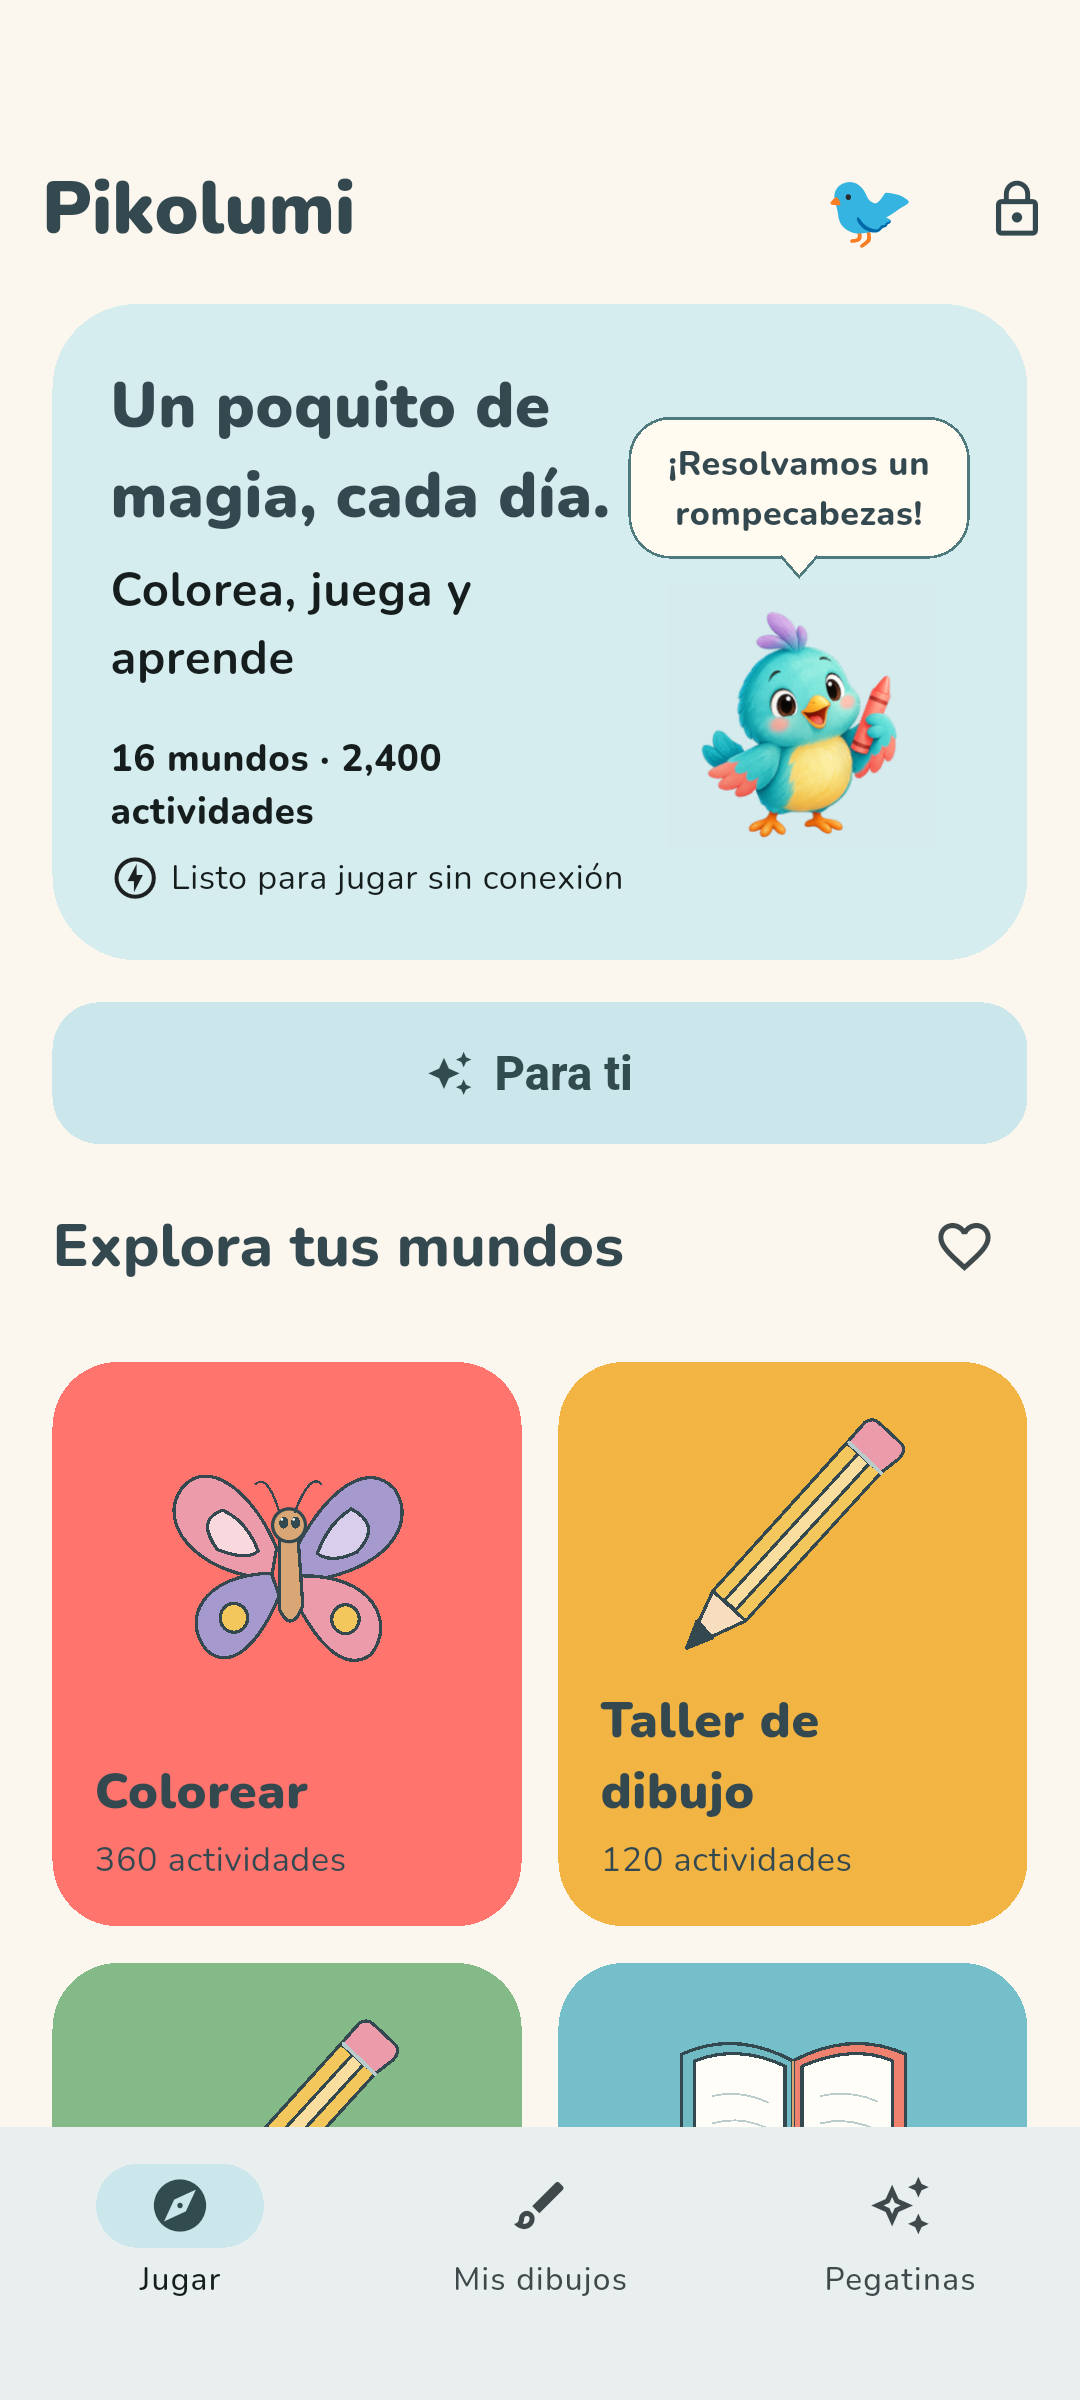 Pikolumi
Un poquito de
magia, cada día.
¡Resolvamos un
rompecabezas!
Colorea, juega y
aprende
16 mundos · 2,400
actividades
Listo para jugar sin conexión
Para ti
Explora tus mundos
Colorear
360 actividades
Taller de
dibujo
120 actividades
Jugar
Mis dibujos
Pegatinas